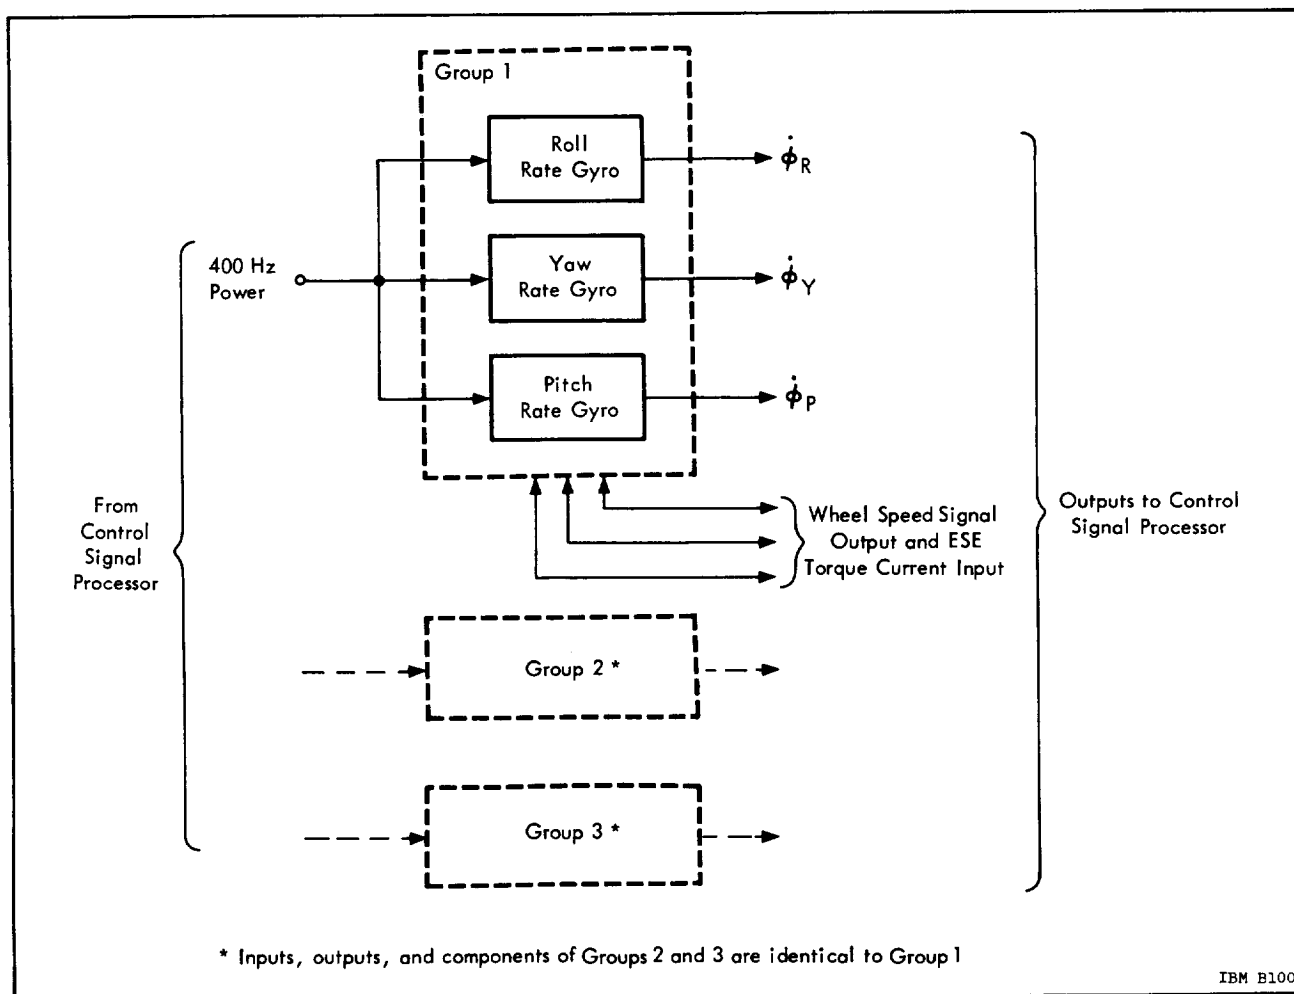 Group 1
Roll
Rate Gyro
ϕ̇R
400 Hz
Power
Yaw
Rate Gyro
ϕ̇Y
Pitch
Rate Gyro
ϕ̇P
From
Control
Signal
Processor
Wheel Speed Signal
Output and ESE
Torque Current Input
Outputs to Control
Signal Processor
Group 2 *
Group 3 *
* Inputs, outputs, and components of Groups 2 and 3 are identical to Group 1
IBM B100